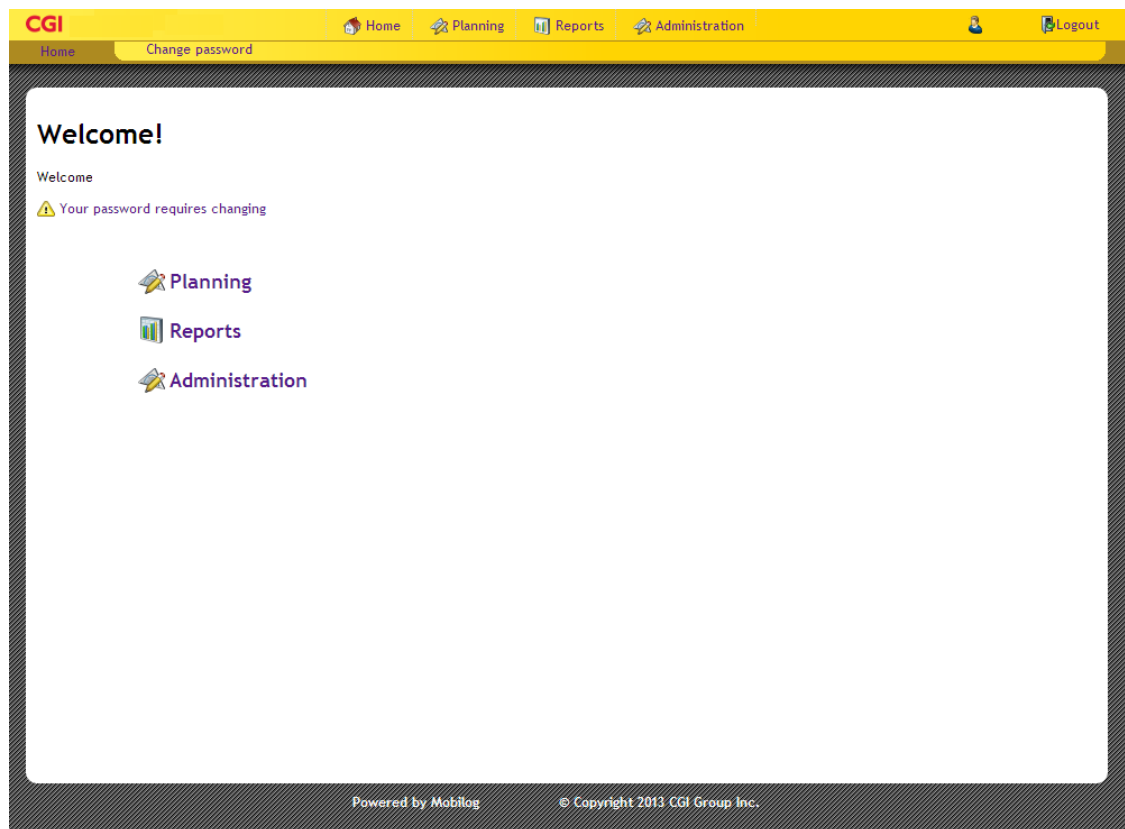 CGI Home Planning Reports Administration Logout
Home Change password
Welcome!
Welcome
Your password requires changing
Planning
Reports
Administration
Powered by Mobilog © Copyright 2013 CGI Group Inc.